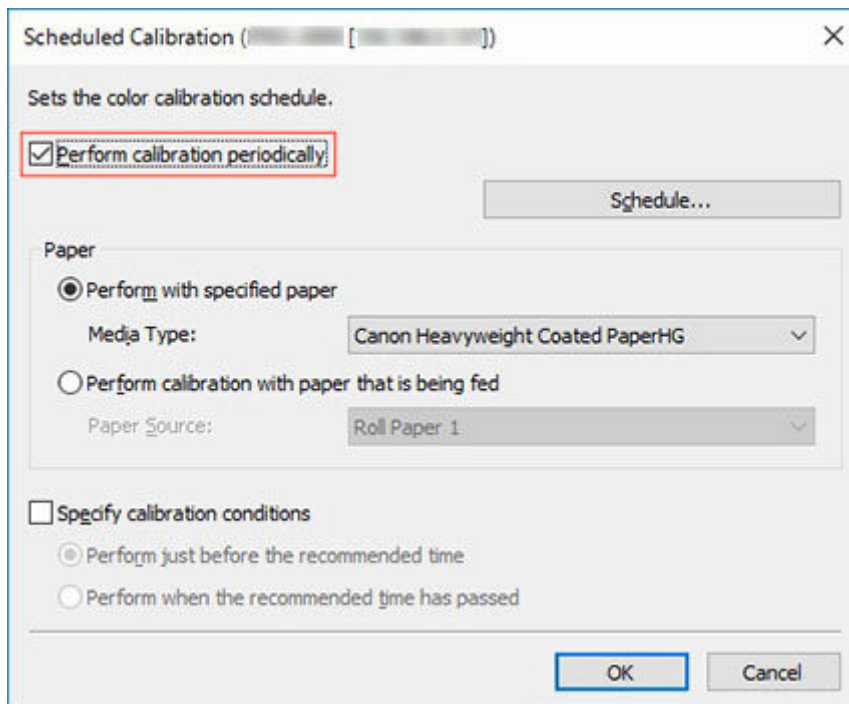 Scheduled Calibration ( [ ])
Sets the color calibration schedule.
Perform calibration periodically
Schedule...
Paper
Perform with specified paper
Media Type: Canon Heavyweight Coated PaperHG
Perform calibration with paper that is being fed
Paper Source: Roll Paper 1
Specify calibration conditions
Perform just before the recommended time
Perform when the recommended time has passed
OK Cancel